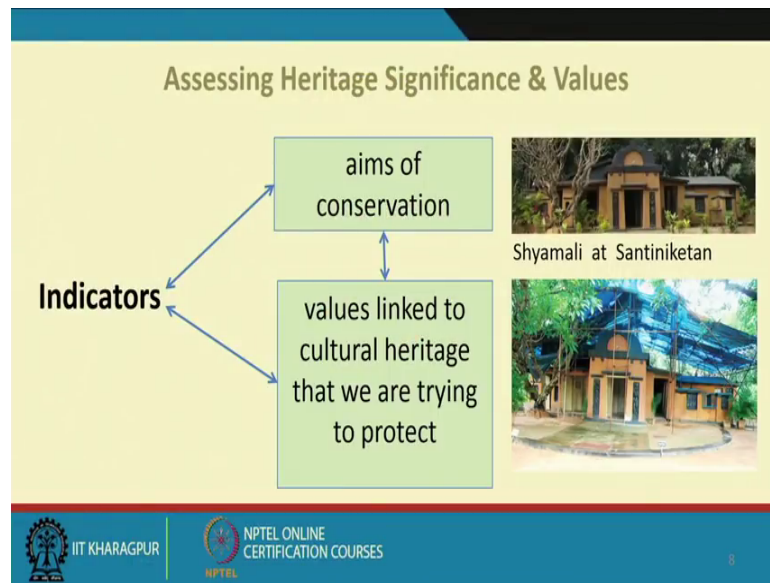 Assessing Heritage Significance & Values
aims of
conservation
Shyamali at Santiniketan
Indicators
values linked to
cultural heritage
that we are trying
to protect
IIT KHARAGPUR
NPTEL
NPTEL ONLINE
CERTIFICATION COURSES
8